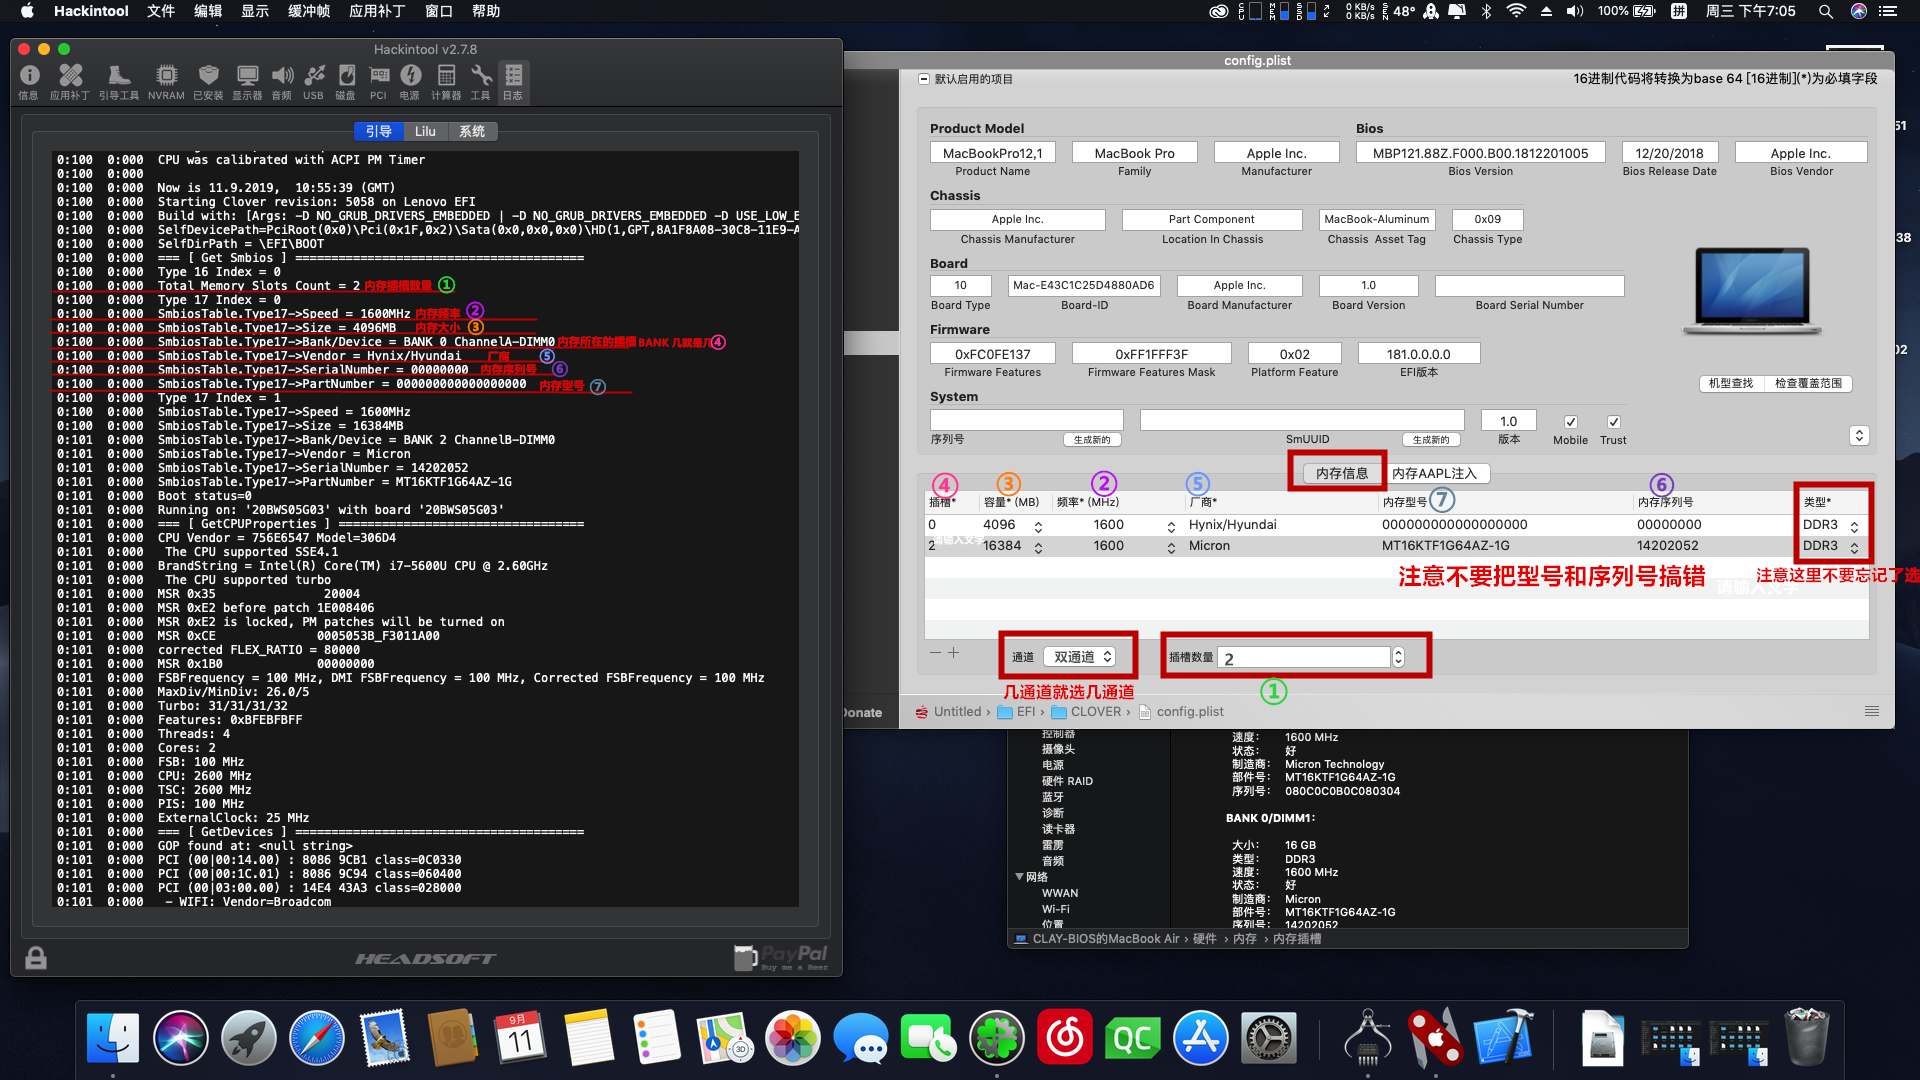 Hackintool 文件 编辑 显示 缓冲帧 应用补丁 窗口 帮助
0 KB/s
0 KB/s
48° 100% 拼 周三 下午7:05
Hackintool v2.7.8
信息 应用补丁 引导工具 NVRAM 已安装 显示器 音频 USB 磁盘 PCI 电源 计算器 工具 日志
引导 Lilu 系统
0:100 0:000 CPU was calibrated with ACPI PM Timer
0:100 0:000
0:100 0:000 Now is 11.9.2019, 10:55:39 (GMT)
0:100 0:000 Starting Clover revision: 5058 on Lenovo EFI
0:100 0:000 Build with: [Args: -D NO_GRUB_DRIVERS_EMBEDDED | -D NO_GRUB_DRIVERS_EMBEDDED -D USE_LOW_E
0:100 0:000 SelfDevicePath=PciRoot(0x0)\Pci(0x1F,0x2)\Sata(0x0,0x0,0x0)\HD(1,GPT,8A1F8A08-30C8-11E9-A
0:100 0:000 SelfDirPath = \EFI\BOOT
0:100 0:000 === [ Get Smbios ] ========================================
0:100 0:000 Type 16 Index = 0
0:100 0:000 Total Memory Slots Count = 2 内存插槽数量 ①
0:100 0:000 Type 17 Index = 0
0:100 0:000 SmbiosTable.Type17->Speed = 1600MHz 内存频率 ②
0:100 0:000 SmbiosTable.Type17->Size = 4096MB 内存大小 ③
0:100 0:000 SmbiosTable.Type17->Bank/Device = BANK 0 ChannelA-DIMM0 内存所在的插槽 BANK 几就是几 ④
0:100 0:000 SmbiosTable.Type17->Vendor = Hynix/Hyundai 厂商 ⑤
0:100 0:000 SmbiosTable.Type17->SerialNumber = 00000000 内存序列号 ⑥
0:100 0:000 SmbiosTable.Type17->PartNumber = 000000000000000000 内存型号 ⑦
0:100 0:000 Type 17 Index = 1
0:100 0:000 SmbiosTable.Type17->Speed = 1600MHz
0:100 0:000 SmbiosTable.Type17->Size = 16384MB
0:101 0:000 SmbiosTable.Type17->Bank/Device = BANK 2 ChannelB-DIMM0
0:101 0:000 SmbiosTable.Type17->Vendor = Micron
0:101 0:000 SmbiosTable.Type17->SerialNumber = 14202052
0:101 0:000 SmbiosTable.Type17->PartNumber = MT16KTF1G64AZ-1G
0:101 0:000 Boot status=0
0:101 0:000 Running on: '20BWS05G03' with board '20BWS05G03'
0:101 0:000 === [ GetCPUProperties ] ==================================
0:101 0:000 CPU Vendor = 756E6547 Model=306D4
0:101 0:000 The CPU supported SSE4.1
0:101 0:000 BrandString = Intel(R) Core(TM) i7-5600U CPU @ 2.60GHz
0:101 0:000 The CPU supported turbo
0:101 0:000 MSR 0x35 20004
0:101 0:000 MSR 0xE2 before patch 1E008406
0:101 0:000 MSR 0xE2 is locked, PM patches will be turned on
0:101 0:000 MSR 0xCE 0005053B_F3011A00
0:101 0:000 corrected FLEX_RATIO = 80000
0:101 0:000 MSR 0x1B0 00000000
0:101 0:000 FSBFrequency = 100 MHz, DMI FSBFrequency = 100 MHz, Corrected FSBFrequency = 100 MHz
0:101 0:000 MaxDiv/MinDiv: 26.0/5
0:101 0:000 Turbo: 31/31/31/32
0:101 0:000 Features: 0xBFEBFBFF
0:101 0:000 Threads: 4
0:101 0:000 Cores: 2
0:101 0:000 FSB: 100 MHz
0:101 0:000 CPU: 2600 MHz
0:101 0:000 TSC: 2600 MHz
0:101 0:000 PIS: 100 MHz
0:101 0:000 ExternalClock: 25 MHz
0:101 0:000 === [ GetDevices ] ========================================
0:101 0:000 GOP found at: <null string>
0:101 0:000 PCI (00|00:14.00) : 8086 9CB1 class=0C0330
0:101 0:000 PCI (00|00:1C.01) : 8086 9C94 class=060400
0:101 0:000 PCI (00|03:00.00) : 14E4 43A3 class=028000
0:101 0:000 - WIFI: Vendor=Broadcom
HEADSOFT
PayPal
Buy me a Beer
config.plist
默认启用的项目 16进制代码将转换为base 64 [16进制](*)为必填字段
Product Model Bios
MacBookPro12,1 MacBook Pro Apple Inc. MBP121.88Z.F000.B00.1812201005 12/20/2018 Apple Inc.
Product Name Family Manufacturer Bios Version Bios Release Date Bios Vendor
Chassis
Apple Inc. Part Component MacBook-Aluminum 0x09
Chassis Manufacturer Location In Chassis Chassis Asset Tag Chassis Type
Board
10 Mac-E43C1C25D4880AD6 Apple Inc. 1.0
Board Type Board-ID Board Manufacturer Board Version Board Serial Number
Firmware
0xFC0FE137 0xFF1FFF3F 0x02 181.0.0.0.0
Firmware Features Firmware Features Mask Platform Feature EFI版本
机型查找 检查覆盖范围
System
1.0
序列号 生成新的 SmUUID 生成新的 版本 Mobile Trust
内存信息 内存AAPL注入
④ ③ ② ⑤ ⑦ ⑥
插槽* 容量* (MB) 频率* (MHz) 厂商* 内存型号 内存序列号 类型*
0 4096 1600 Hynix/Hyundai 000000000000000000 00000000 DDR3
请输入文字
2 16384 1600 Micron MT16KTF1G64AZ-1G 14202052 DDR3
注意不要把型号和序列号搞错 注意这里不要忘记了选
请输入文字
通道 双通道 插槽数量 2
几通道就选几通道 ①
Donate Untitled › EFI › CLOVER › config.plist
控制器
摄像头
电源
硬件 RAID
蓝牙
诊断
读卡器
雷雳
音频
网络
WWAN
Wi-Fi
位置
速度: 1600 MHz
状态: 好
制造商: Micron Technology
部件号: MT16KTF1G64AZ-1G
序列号: 080C0C0B0C080304
BANK 0/DIMM1:
大小: 16 GB
类型: DDR3
速度: 1600 MHz
状态: 好
制造商: Micron
部件号: MT16KTF1G64AZ-1G
序列号: 14202052
CLAY-BIOS的MacBook Air › 硬件 › 内存 › 内存插槽
51
38
02
9月
11
3D
QC